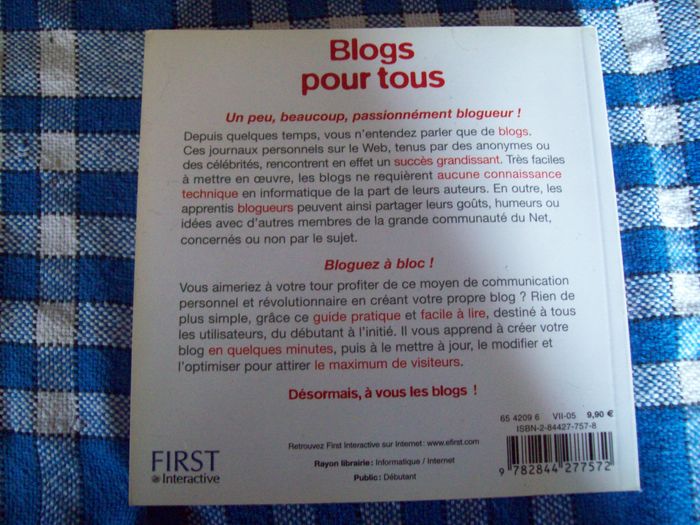 Blogs
pour tous
Un peu, beaucoup, passionnément blogueur !
Depuis quelques temps, vous n'entendez parler que de blogs.
Ces journaux personnels sur le Web, tenus par des anonymes ou
des célébrités, rencontrent en effet un succès grandissant. Très faciles
à mettre en œuvre, les blogs ne requièrent aucune connaissance
technique en informatique de la part de leurs auteurs. En outre, les
apprentis blogueurs peuvent ainsi partager leurs goûts, humeurs ou
idées avec d'autres membres de la grande communauté du Net,
concernés ou non par le sujet.
Bloguez à bloc !
Vous aimeriez à votre tour profiter de ce moyen de communication
personnel et révolutionnaire en créant votre propre blog ? Rien de
plus simple, grâce ce guide pratique et facile à lire, destiné à tous
les utilisateurs, du débutant à l'initié. Il vous apprend à créer votre
blog en quelques minutes, puis à le mettre à jour, le modifier et
l'optimiser pour attirer le maximum de visiteurs.
Désormais, à vous les blogs !
65 4209 6 VII-05 9,90 €
ISBN-2-84427-757-8
Retrouvez First Interactive sur Internet : www.efirst.com
Rayon librairie : Informatique / Internet
Public : Débutant
FIRST
Interactive
9 782844 277572